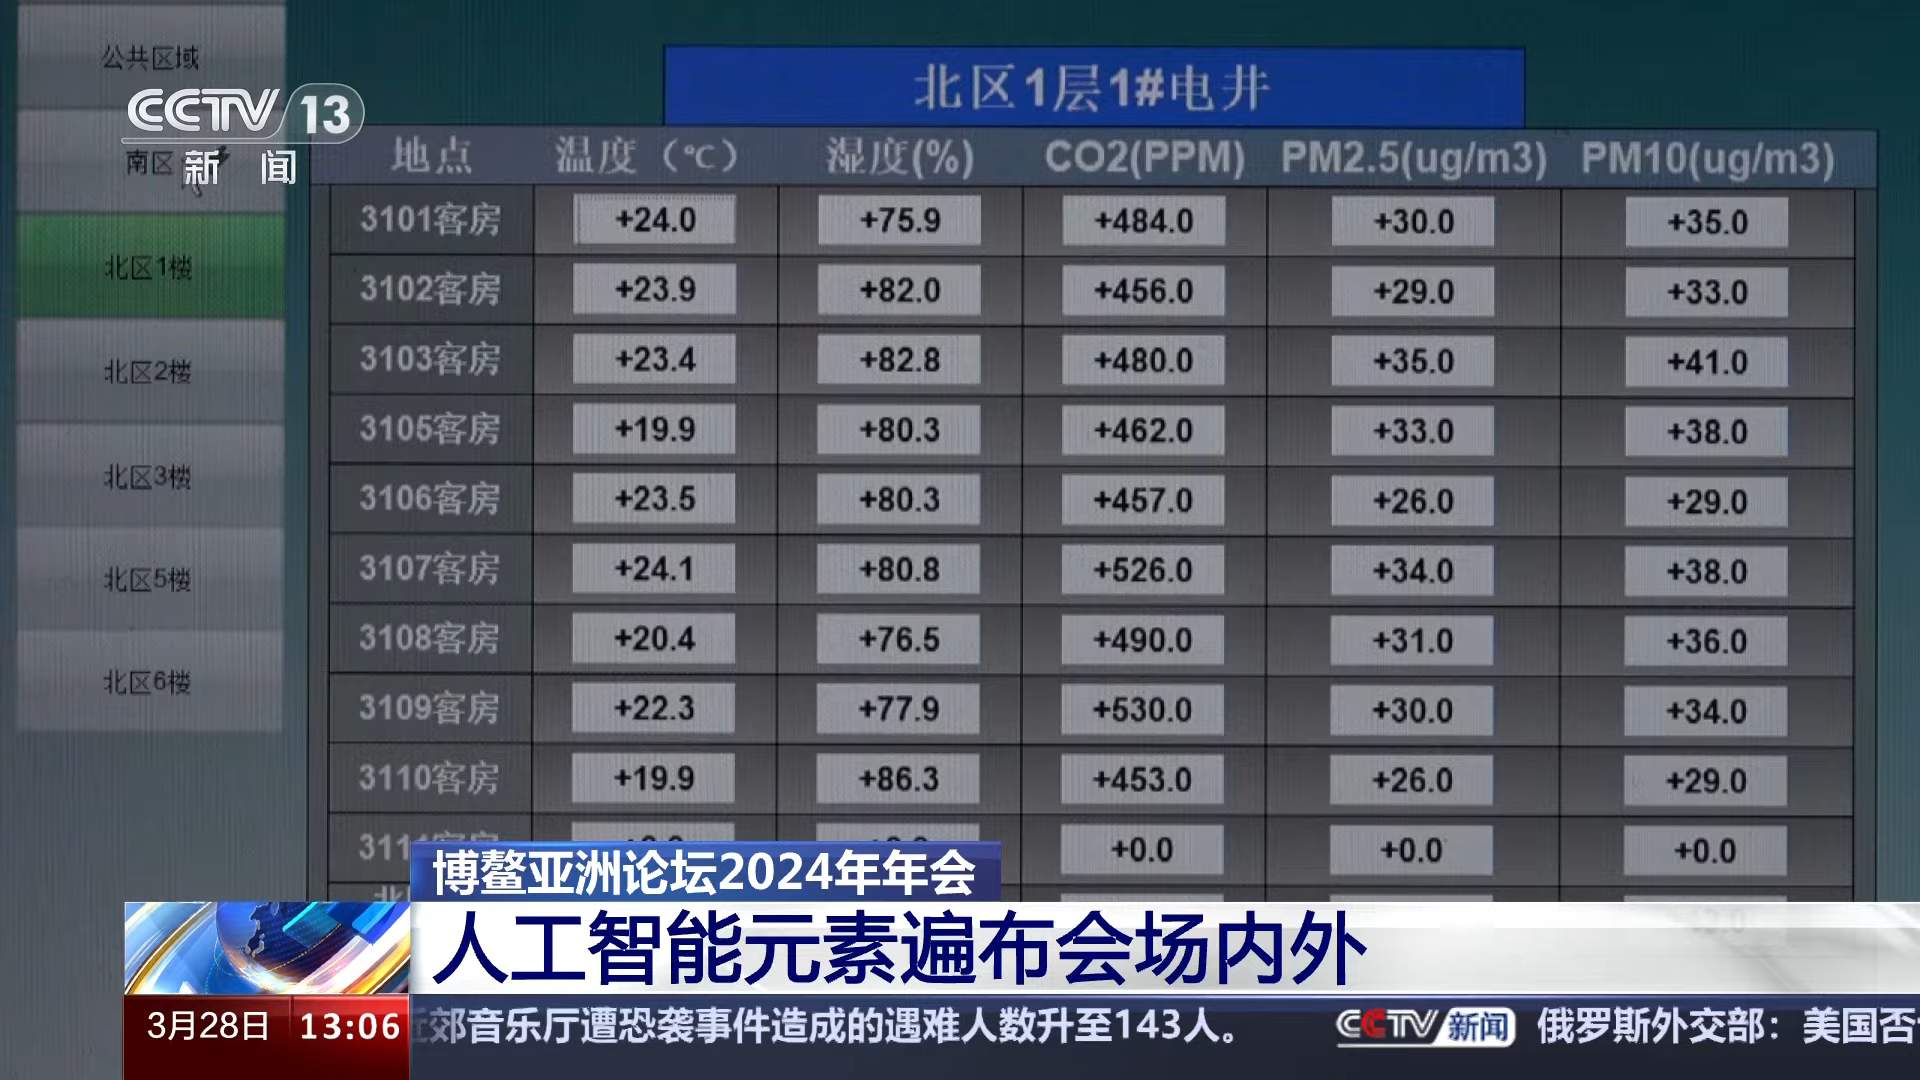 公共区域
CCTV 13
新闻
南区
北区1楼
北区2楼
北区3楼
北区5楼
北区6楼
北区1层1#电井
地点 温度（℃） 湿度(%) CO2(PPM) PM2.5(ug/m3) PM10(ug/m3)
3101客房 +24.0 +75.9 +484.0 +30.0 +35.0
3102客房 +23.9 +82.0 +456.0 +29.0 +33.0
3103客房 +23.4 +82.8 +480.0 +35.0 +41.0
3105客房 +19.9 +80.3 +462.0 +33.0 +38.0
3106客房 +23.5 +80.3 +457.0 +26.0 +29.0
3107客房 +24.1 +80.8 +526.0 +34.0 +38.0
3108客房 +20.4 +76.5 +490.0 +31.0 +36.0
3109客房 +22.3 +77.9 +530.0 +30.0 +34.0
3110客房 +19.9 +86.3 +453.0 +26.0 +29.0
+0.0 +0.0 +0.0
博鳌亚洲论坛2024年年会
人工智能元素遍布会场内外
3月28日 13:06
郊音乐厅遭恐袭事件造成的遇难人数升至143人。 CCTV新闻 俄罗斯外交部：美国否